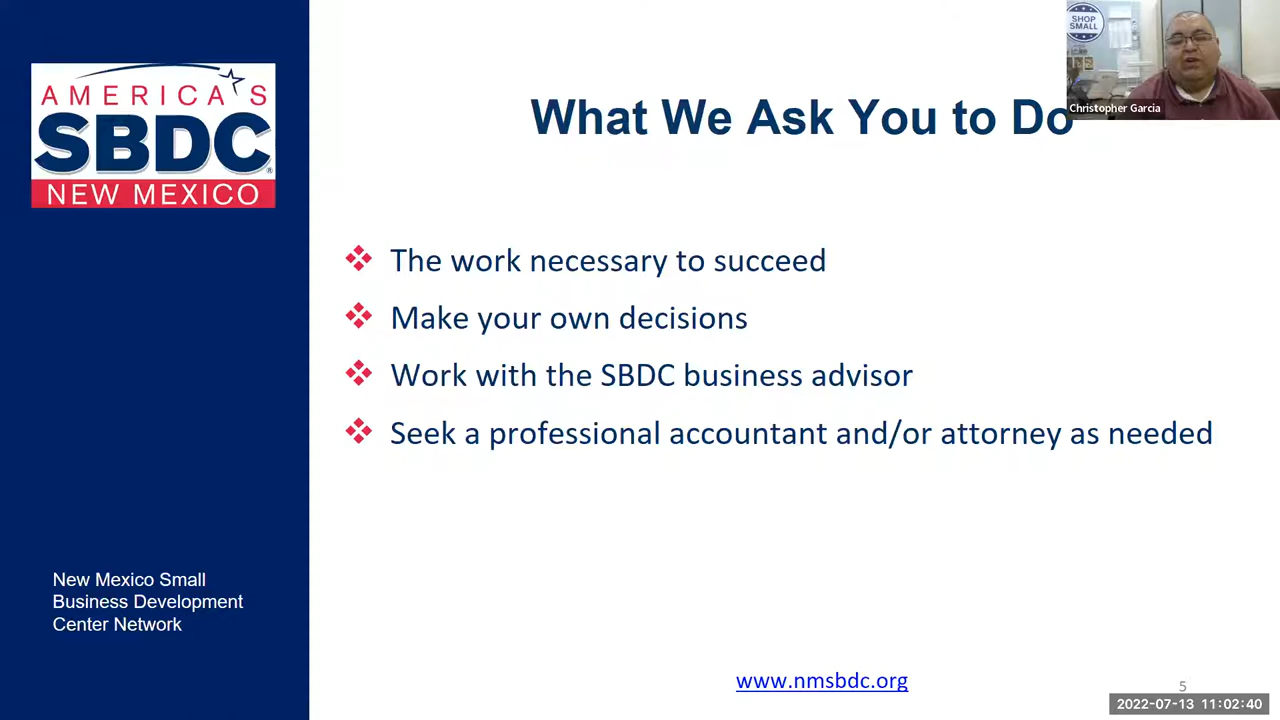 AMERICA'S
SBDC
NEW MEXICO
What We Ask You to Do
SHOP
SMALL
Christopher Garcia
❖ The work necessary to succeed
❖ Make your own decisions
❖ Work with the SBDC business advisor
❖ Seek a professional accountant and/or attorney as needed
New Mexico Small
Business Development
Center Network
www.nmsbdc.org
5
2022-07-13 11:02:40